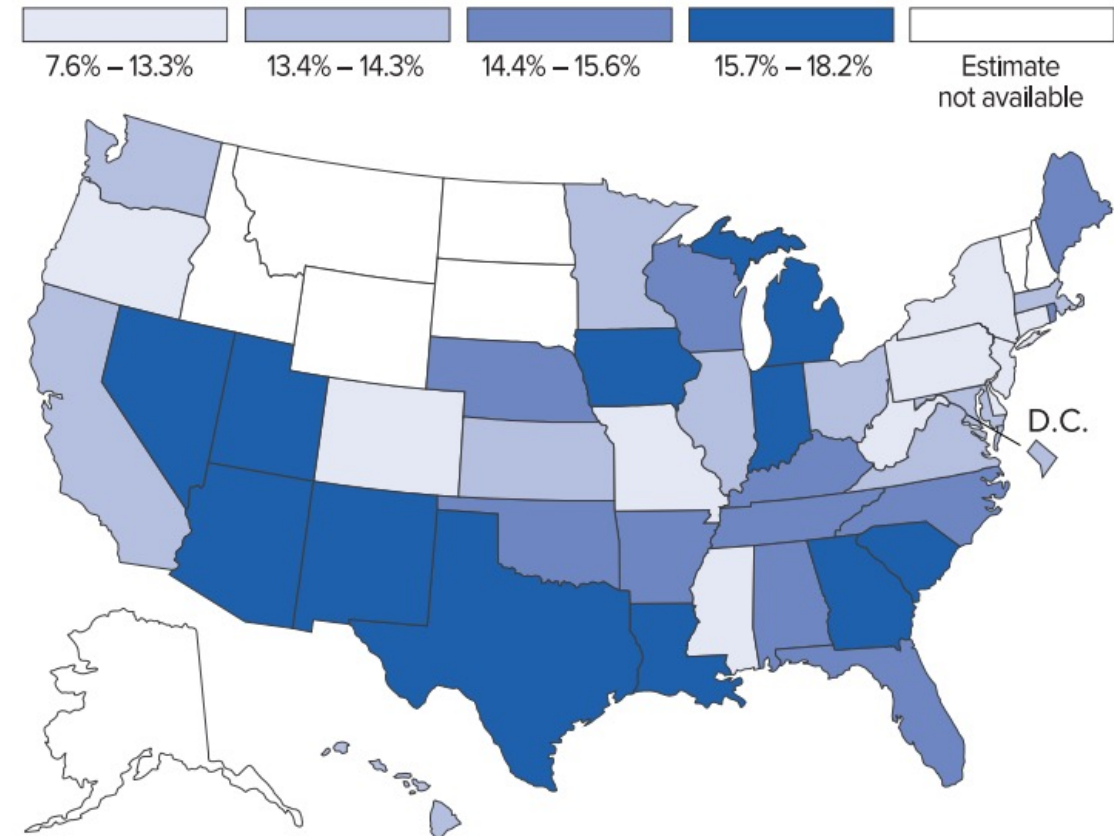 7.6% – 13.3%
13.4% – 14.3%
14.4% – 15.6%
15.7% – 18.2%
Estimate
not available
D.C.